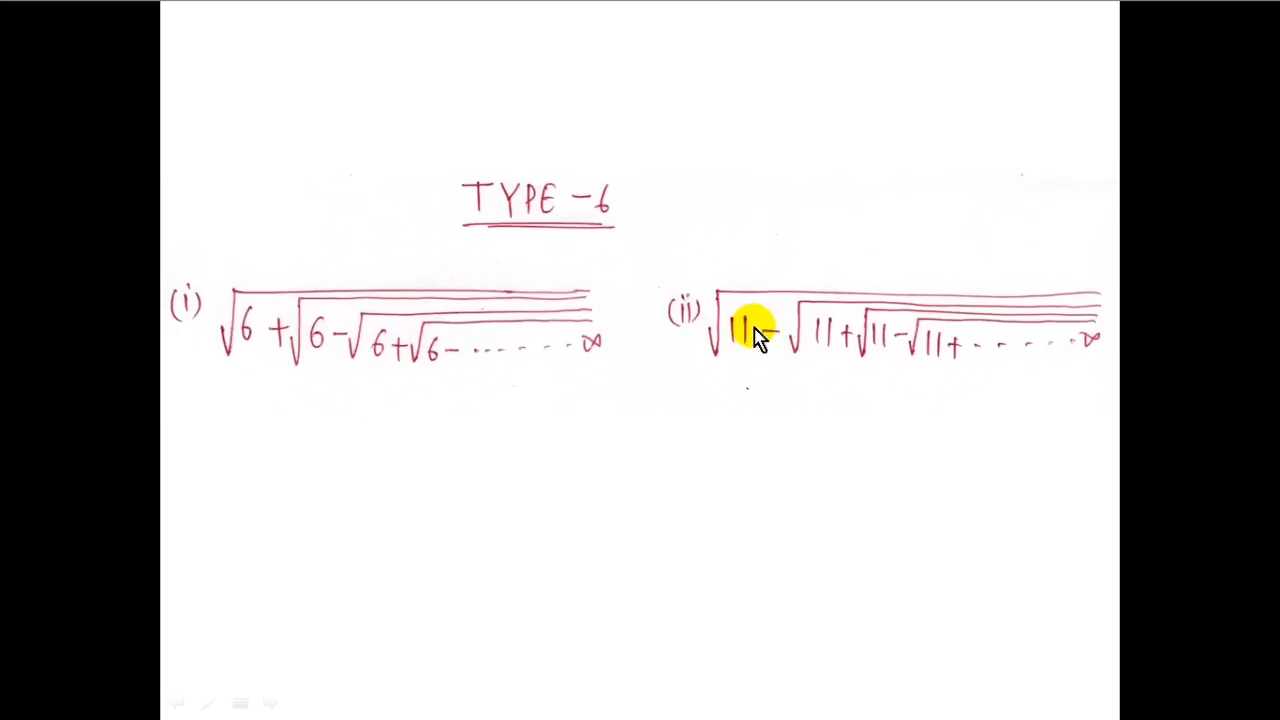 TYPE - 6
(i) √6 + √6 - √6 + √6 - ....... ∞
(ii) √11 - √11 + √11 - √11 + ...... ∞